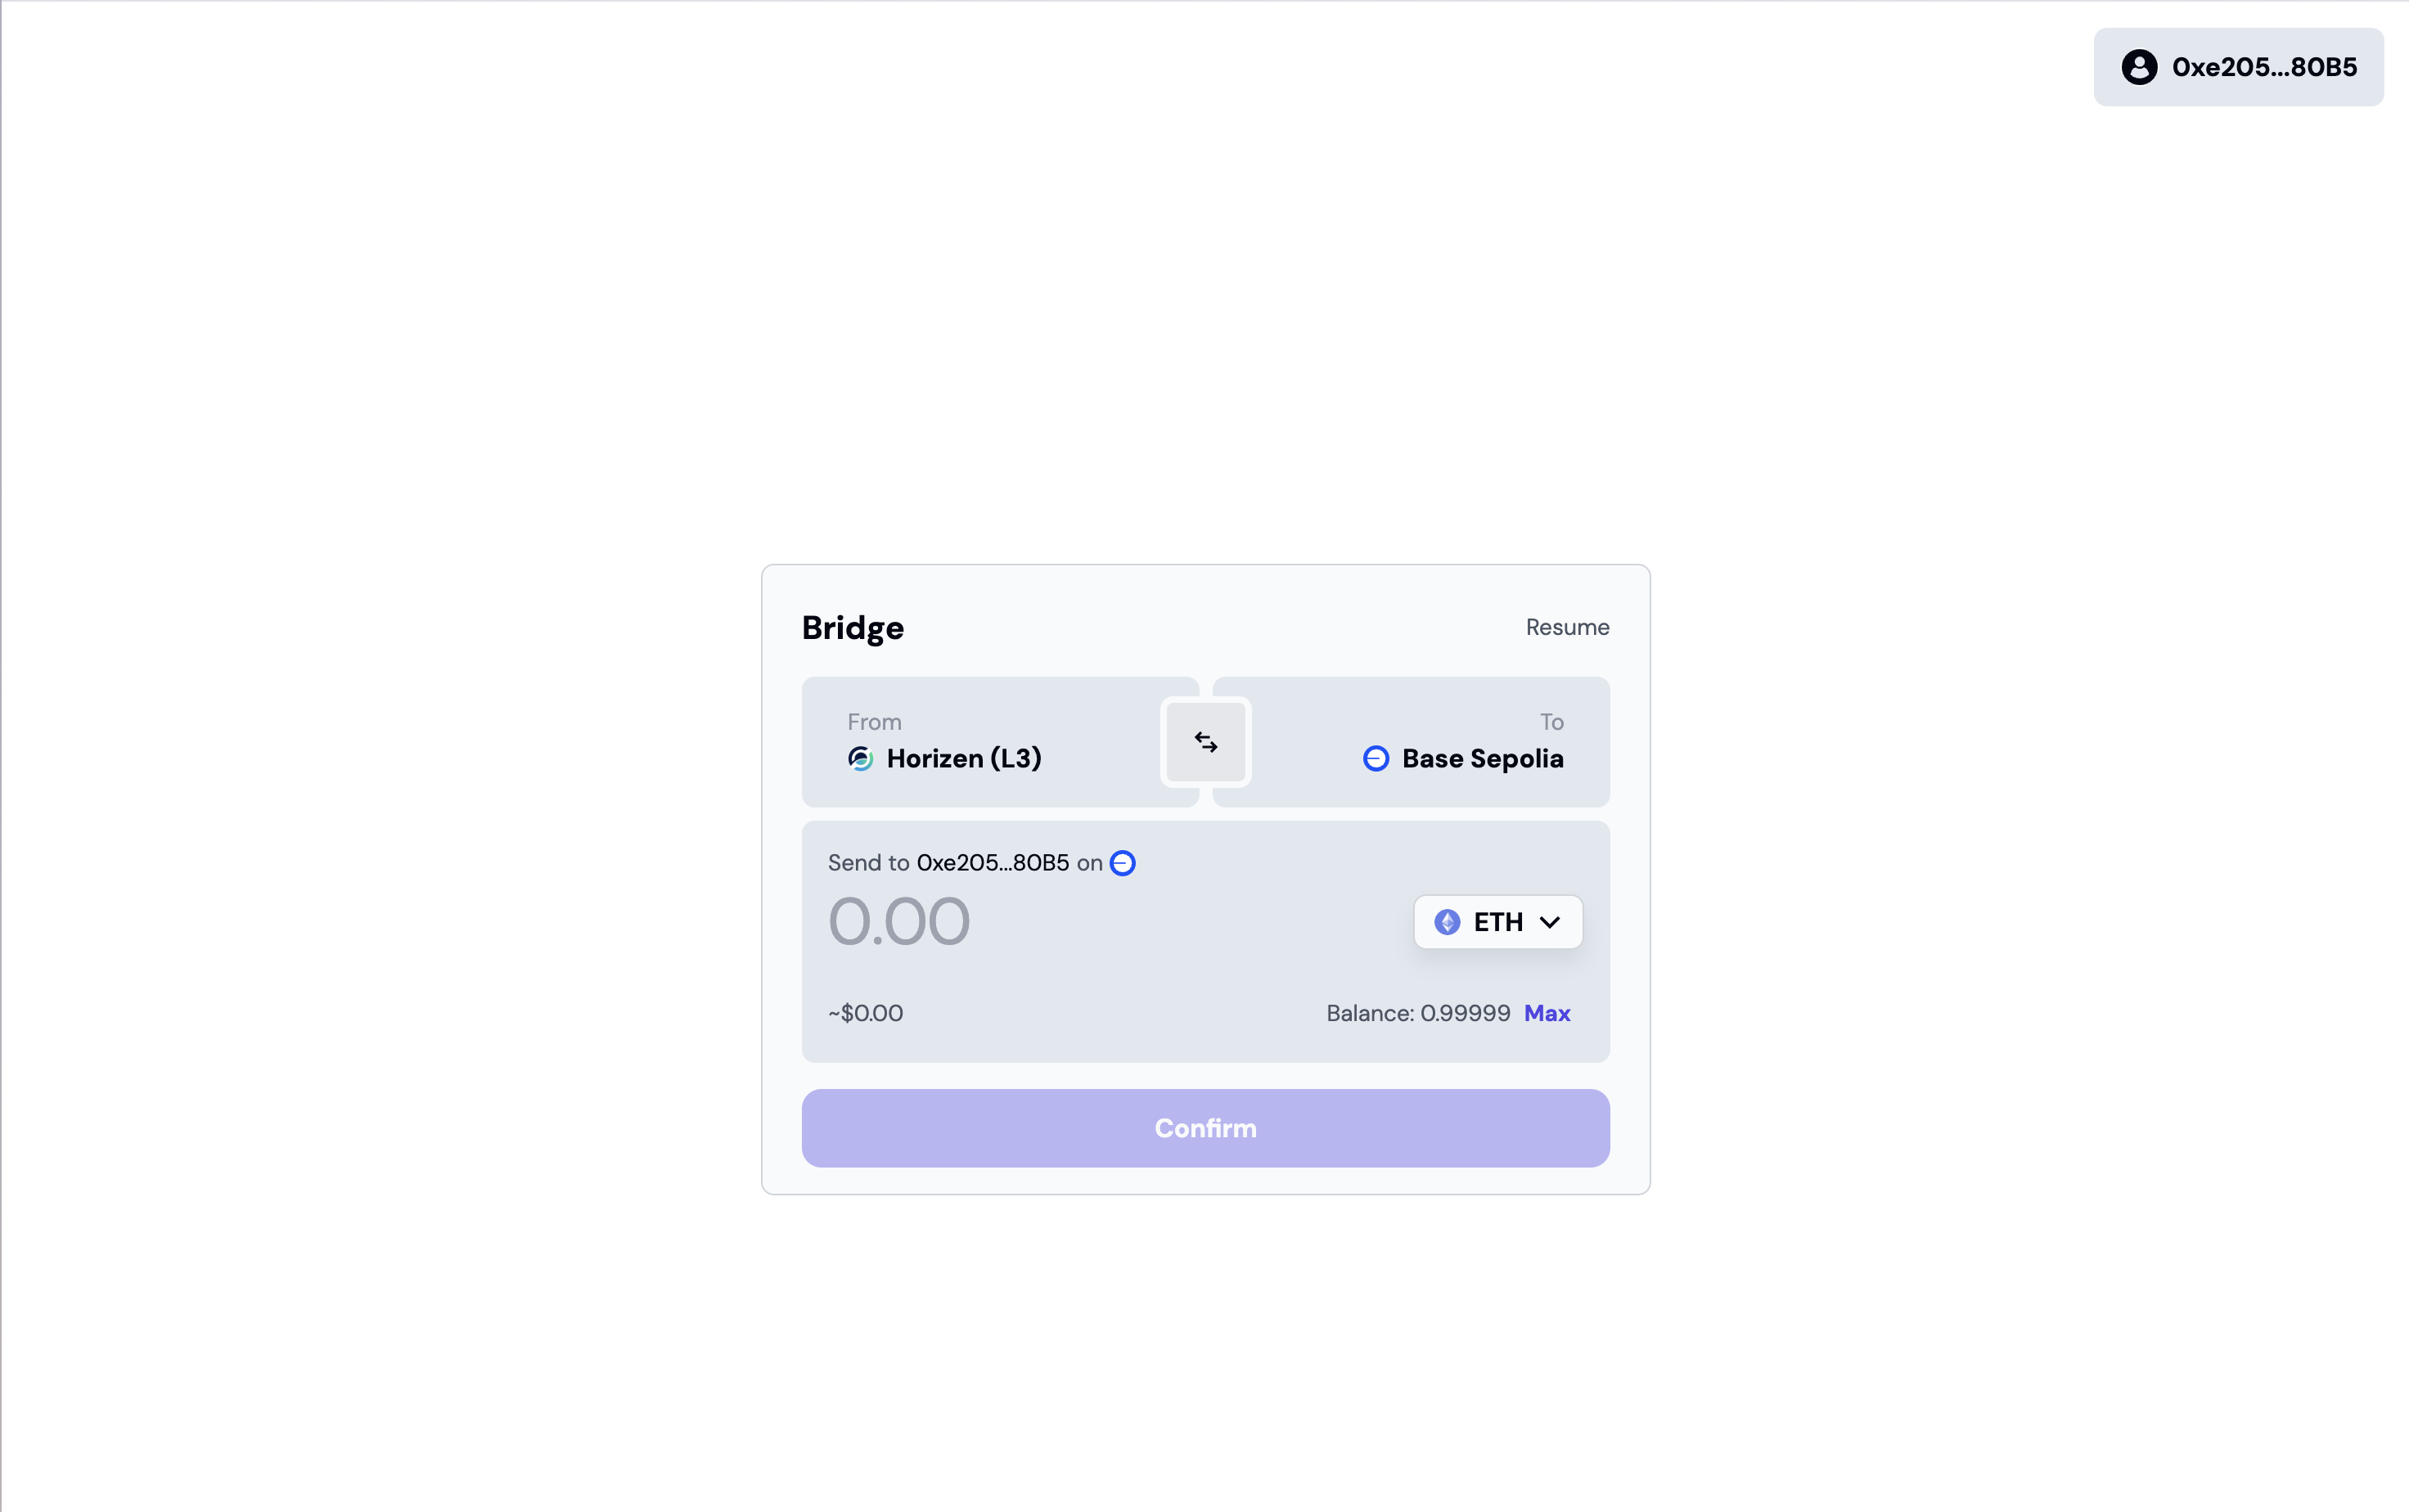 0xe205...80B5
Bridge
Resume
From
To
Horizen (L3)
Base Sepolia
Send to 0xe205...80B5 on
0.00
ETH
~$0.00
Balance: 0.99999 Max
Confirm